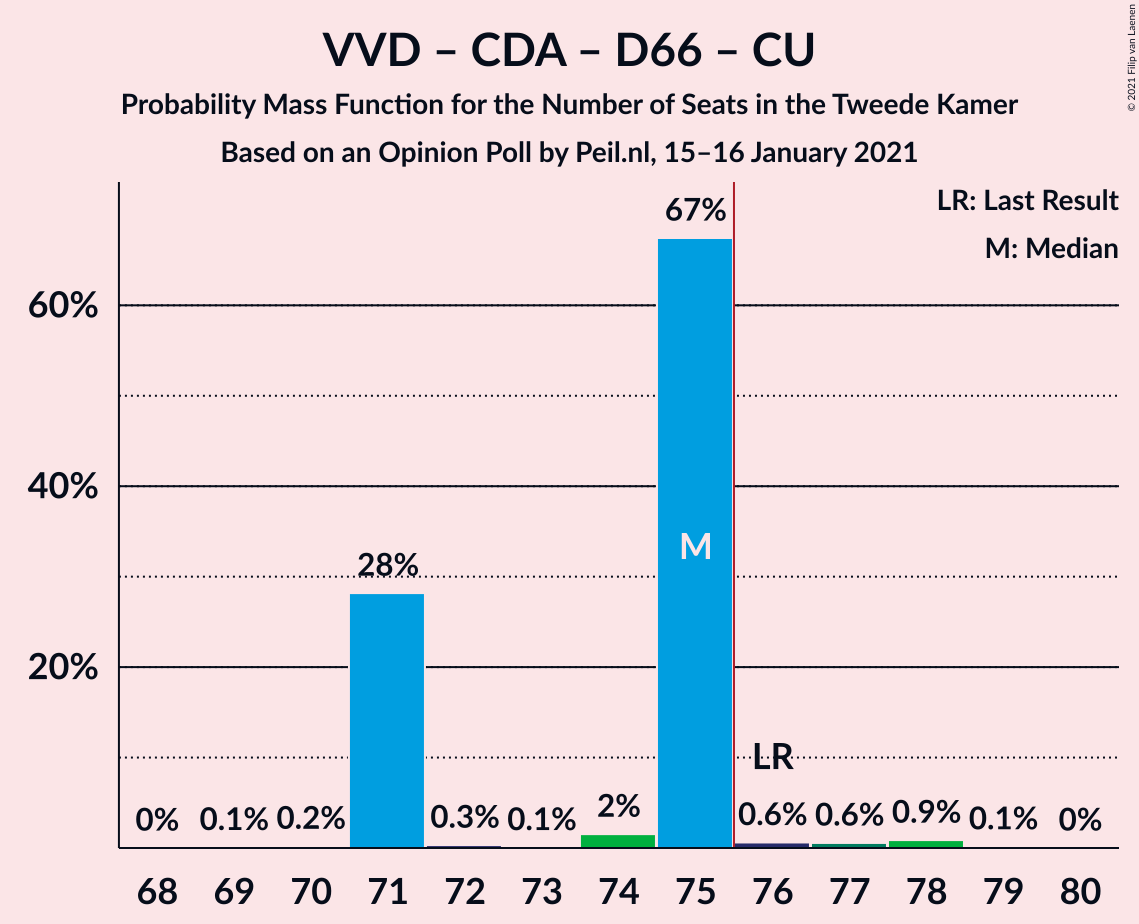 VVD – CDA – D66 – CU
Probability Mass Function for the Number of Seats in the Tweede Kamer
Based on an Opinion Poll by Peil.nl, 15–16 January 2021
© 2021 Filip van Laenen
LR: Last Result
M: Median
67%
60%
M
40%
28%
20%
LR
0% 0.1% 0.2% 0.3% 0.1% 2% 0.6% 0.6% 0.9% 0.1% 0%
68 69 70 71 72 73 74 75 76 77 78 79 80